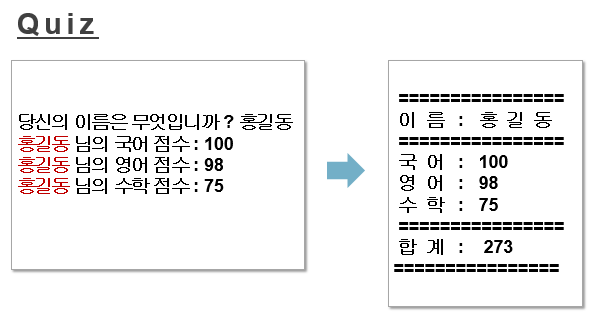 Quiz
당신의 이름은 무엇입니까 ? 홍길동
홍길동 님의 국어 점수 : 100
홍길동 님의 영어 점수 : 98
홍길동 님의 수학 점수 : 75
================
이 름 : 홍 길 동
================
국 어 : 100
영 어 : 98
수 학 : 75
================
합 계 : 273
================